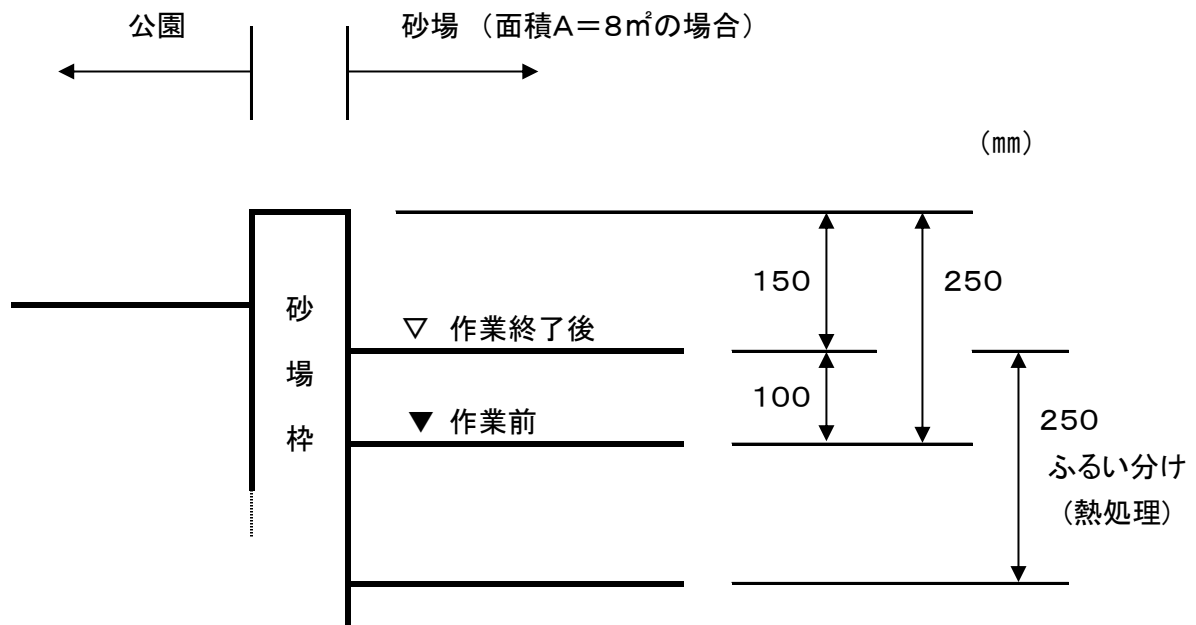 公園
砂場 （面積A＝８㎡の場合）
（㎜）
砂場枠
▽ 作業終了後
▼ 作業前
１５０
２５０
１００
２５０
ふるい分け
（熱処理）